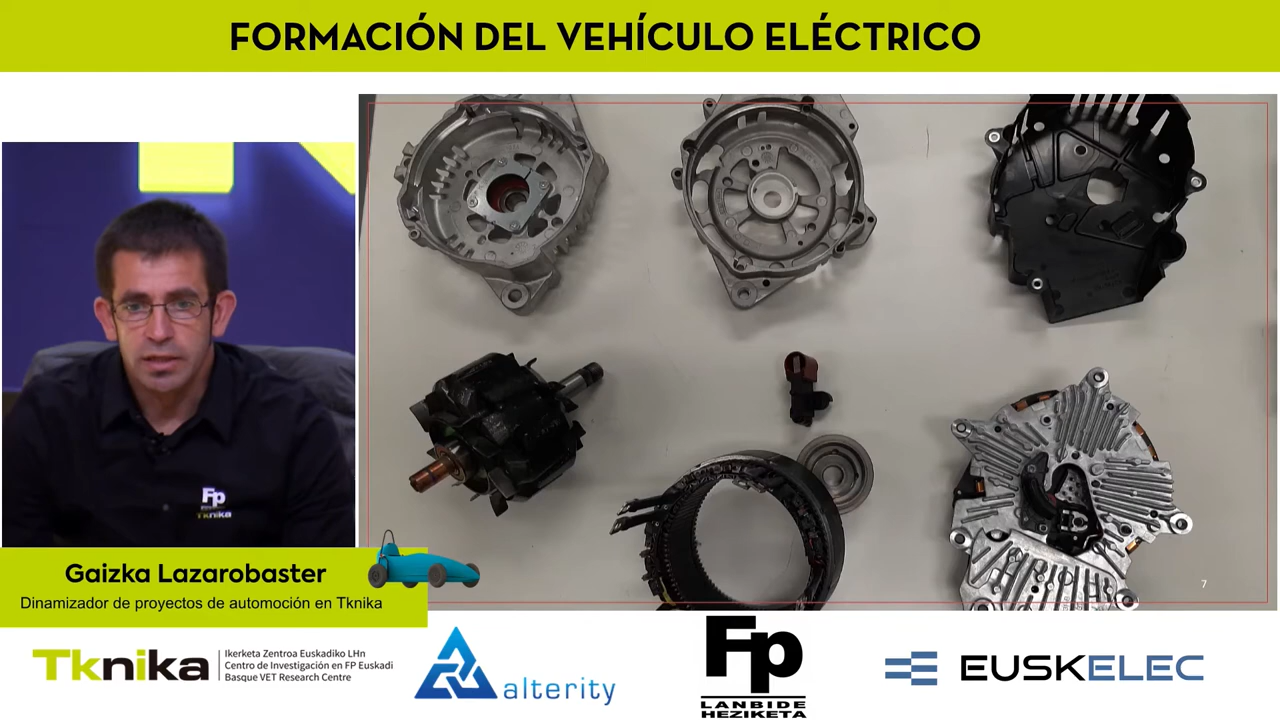 FORMACIÓN DEL VEHÍCULO ELÉCTRICO
Fp
Tknika
7
Gaizka Lazarobaster
Dinamizador de proyectos de automoción en Tknika
Tknika
Ikerketa Zentroa Euskadiko LHn
Centro de Investigación en FP Euskadi
Basque VET Research Centre
alterity
Fp
LANBIDE
HEZIKETA
EUSKELEC